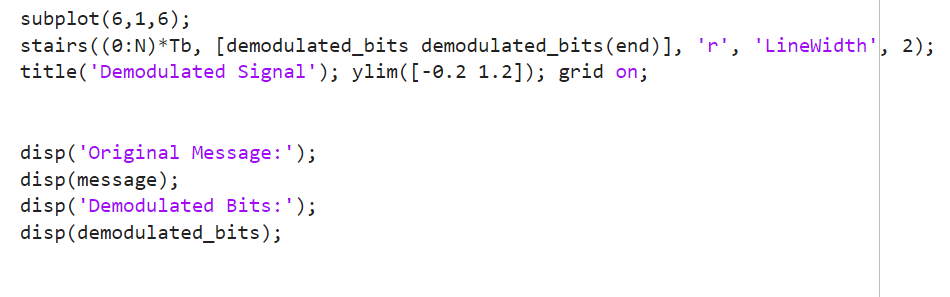 subplot(6,1,6);
stairs((0:N)*Tb, [demodulated_bits demodulated_bits(end)], 'r', 'LineWidth', 2);
title('Demodulated Signal'); ylim([-0.2 1.2]); grid on;
disp('Original Message:');
disp(message);
disp('Demodulated Bits:');
disp(demodulated_bits);